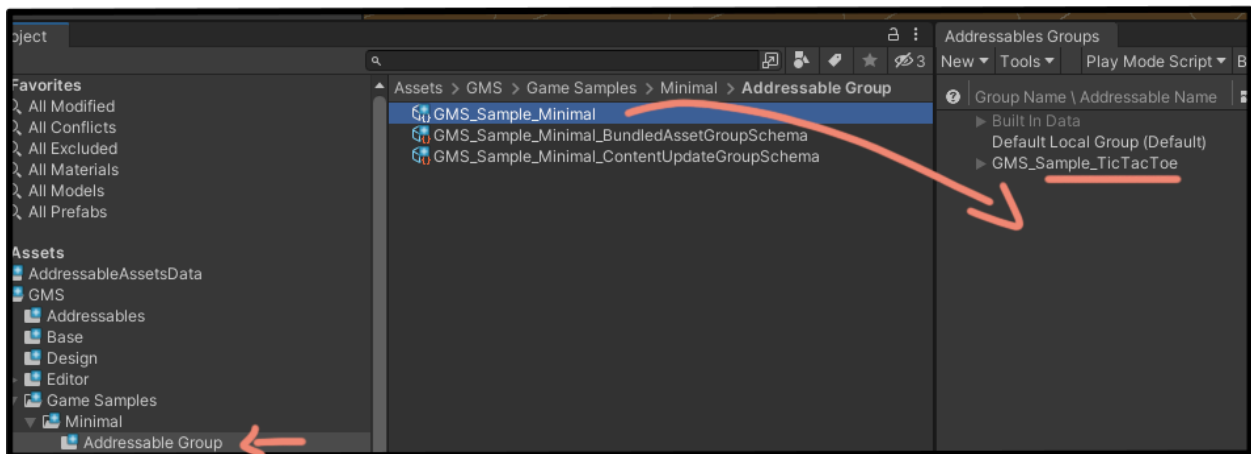 oject
3
Favorites
All Modified
All Conflicts
All Excluded
All Materials
All Models
All Prefabs
Assets
AddressableAssetsData
GMS
Addressables
Base
Design
Editor
Game Samples
Minimal
Addressable Group
Assets > GMS > Game Samples > Minimal > Addressable Group
GMS_Sample_Minimal
GMS_Sample_Minimal_BundledAssetGroupSchema
GMS_Sample_Minimal_ContentUpdateGroupSchema
Addressables Groups
New Tools Play Mode Script B
Group Name \ Addressable Name
Built In Data
Default Local Group (Default)
GMS_Sample_TicTacToe